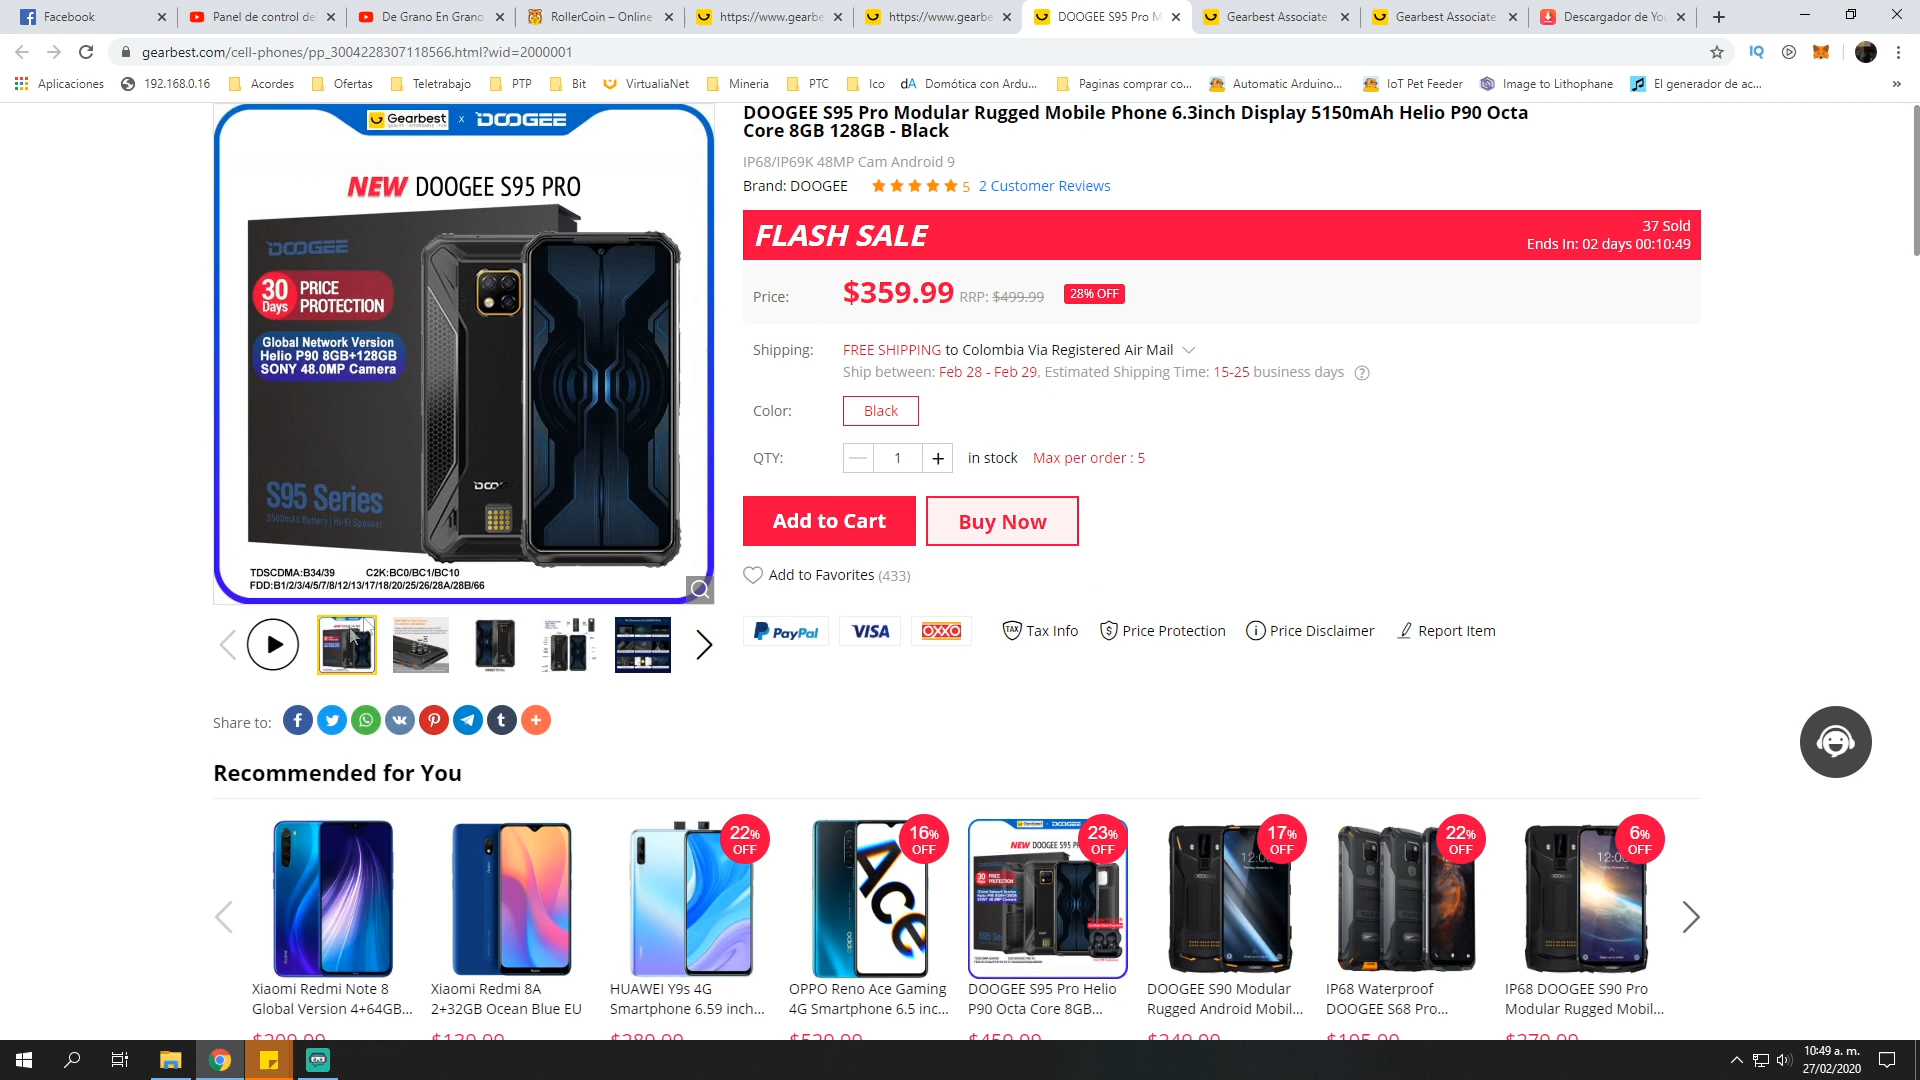 Facebook
Panel de control de
De Grano En Grano
RollerCoin – Online
https://www.gearbe
https://www.gearbe
DOOGEE S95 Pro M
Gearbest Associate
Gearbest Associate
Descargador de You
gearbest.com/cell-phones/pp_3004228307118566.html?wid=2000001
IQ
Aplicaciones
192.168.0.16
Acordes
Ofertas
Teletrabajo
PTP
Bit
VirtualiaNet
Mineria
PTC
Ico
dA Domótica con Ardu...
Paginas comprar co...
Automatic Arduino...
IoT Pet Feeder
Image to Lithophane
El generador de ac...
»
Gearbest x DOOGEE
NEW DOOGEE S95 PRO
DOOGEE
30 Days PRICE PROTECTION
Global Network Version
Helio P90 8GB+128GB
SONY 48.0MP Camera
S95 Series
TDSCDMA:B34/39 C2K:BC0/BC1/BC10
FDD:B1/2/3/4/5/7/8/12/13/17/18/20/25/26/28A/28B/66
DOOGEE S95 Pro Modular Rugged Mobile Phone 6.3inch Display 5150mAh Helio P90 Octa
Core 8GB 128GB - Black
IP68/IP69K 48MP Cam Android 9
Brand: DOOGEE 5 2 Customer Reviews
FLASH SALE
37 Sold
Ends In: 02 days 00:10:49
Price: $359.99 RRP: $499.99 28% OFF
Shipping: FREE SHIPPING to Colombia Via Registered Air Mail
Ship between: Feb 28 - Feb 29, Estimated Shipping Time: 15-25 business days ?
Color: Black
QTY: — 1 + in stock Max per order : 5
Add to Cart
Buy Now
Add to Favorites (433)
PayPal
VISA
OXXO
TAX Tax Info
Price Protection
Price Disclaimer
Report Item
Share to:
Recommended for You
22% OFF
16% OFF
23% OFF
17% OFF
22% OFF
6% OFF
Xiaomi Redmi Note 8
Global Version 4+64GB...
Xiaomi Redmi 8A
2+32GB Ocean Blue EU
HUAWEI Y9s 4G
Smartphone 6.59 inch...
OPPO Reno Ace Gaming
4G Smartphone 6.5 inc...
DOOGEE S95 Pro Helio
P90 Octa Core 8GB...
DOOGEE S90 Modular
Rugged Android Mobil...
IP68 Waterproof
DOOGEE S68 Pro...
IP68 DOOGEE S90 Pro
Modular Rugged Mobil...
10:49 a. m.
27/02/2020